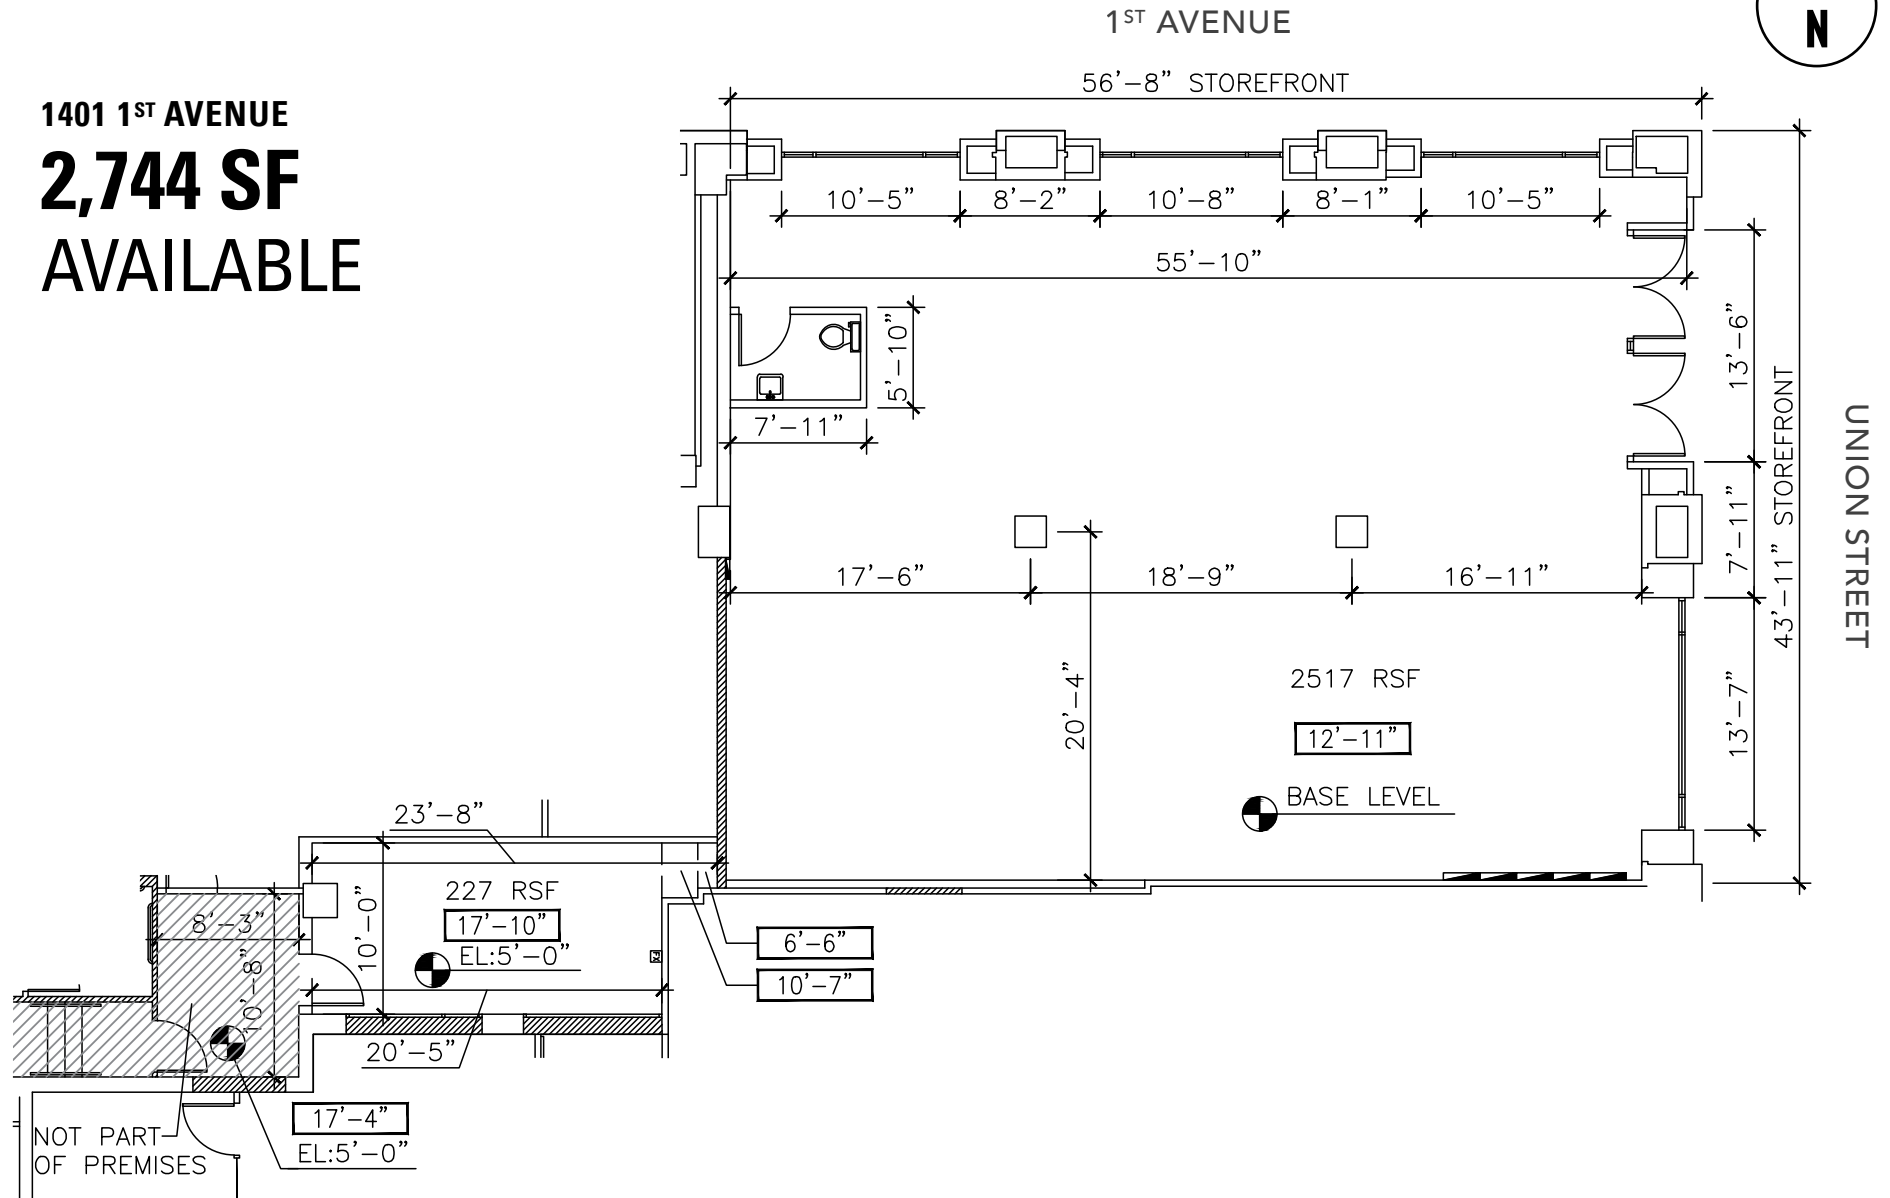 1ST AVENUE
N
56’-8” STOREFRONT
1401 1ST AVENUE
2,744 SF
AVAILABLE
10’-5”
8’-2”
10’-8”
8’-1”
10’-5”
55’-10”
5’-10”
7’-11”
13’-6”
43’-11” STOREFRONT
UNION STREET
7’-11”
17’-6”
18’-9”
16’-11”
20’-4”
2517 RSF
12’-11”
BASE LEVEL
13’-7”
23’-8”
227 RSF
17’-10”
EL:5’-0”
10’-0”
8’-3”
10’-8”
FX
6’-6”
10’-7”
20’-5”
17’-4”
EL:5’-0”
NOT PART
OF PREMISES